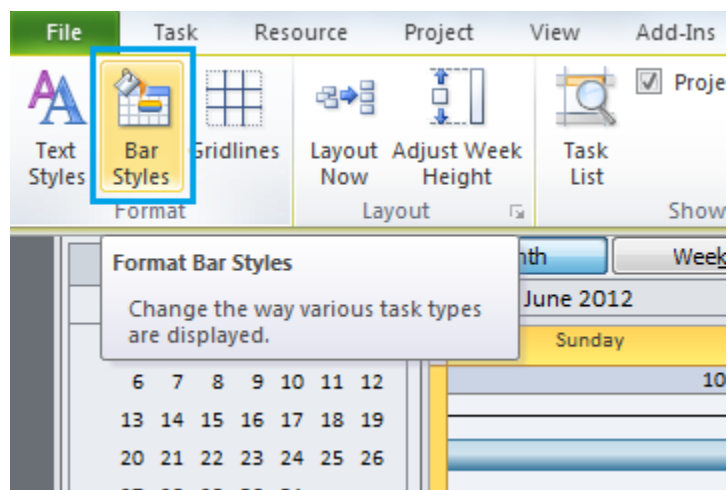 File Task Resource Project View Add-Ins
Text Styles
Bar Styles
Gridlines
Layout Now
Adjust Week Height
Task List
Proje
Format Layout Show
Format Bar Styles
Change the way various task types
are displayed.
nth Week
June 2012
Sunday
6 7 8 9 10 11 12 10
13 14 15 16 17 18 19
20 21 22 23 24 25 26